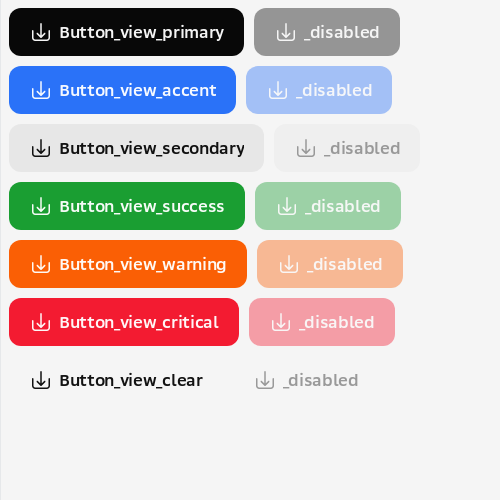 Button_view_primary _disabled
Button_view_accent _disabled
Button_view_secondary _disabled
Button_view_success _disabled
Button_view_warning _disabled
Button_view_critical _disabled
Button_view_clear _disabled